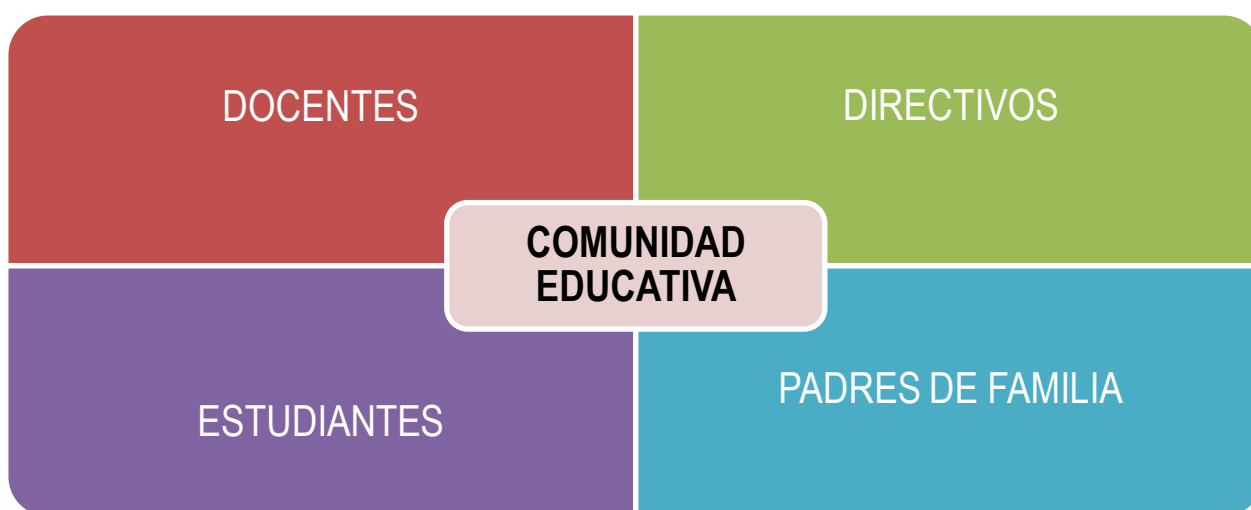 DOCENTES
DIRECTIVOS
COMUNIDAD
EDUCATIVA
ESTUDIANTES
PADRES DE FAMILIA